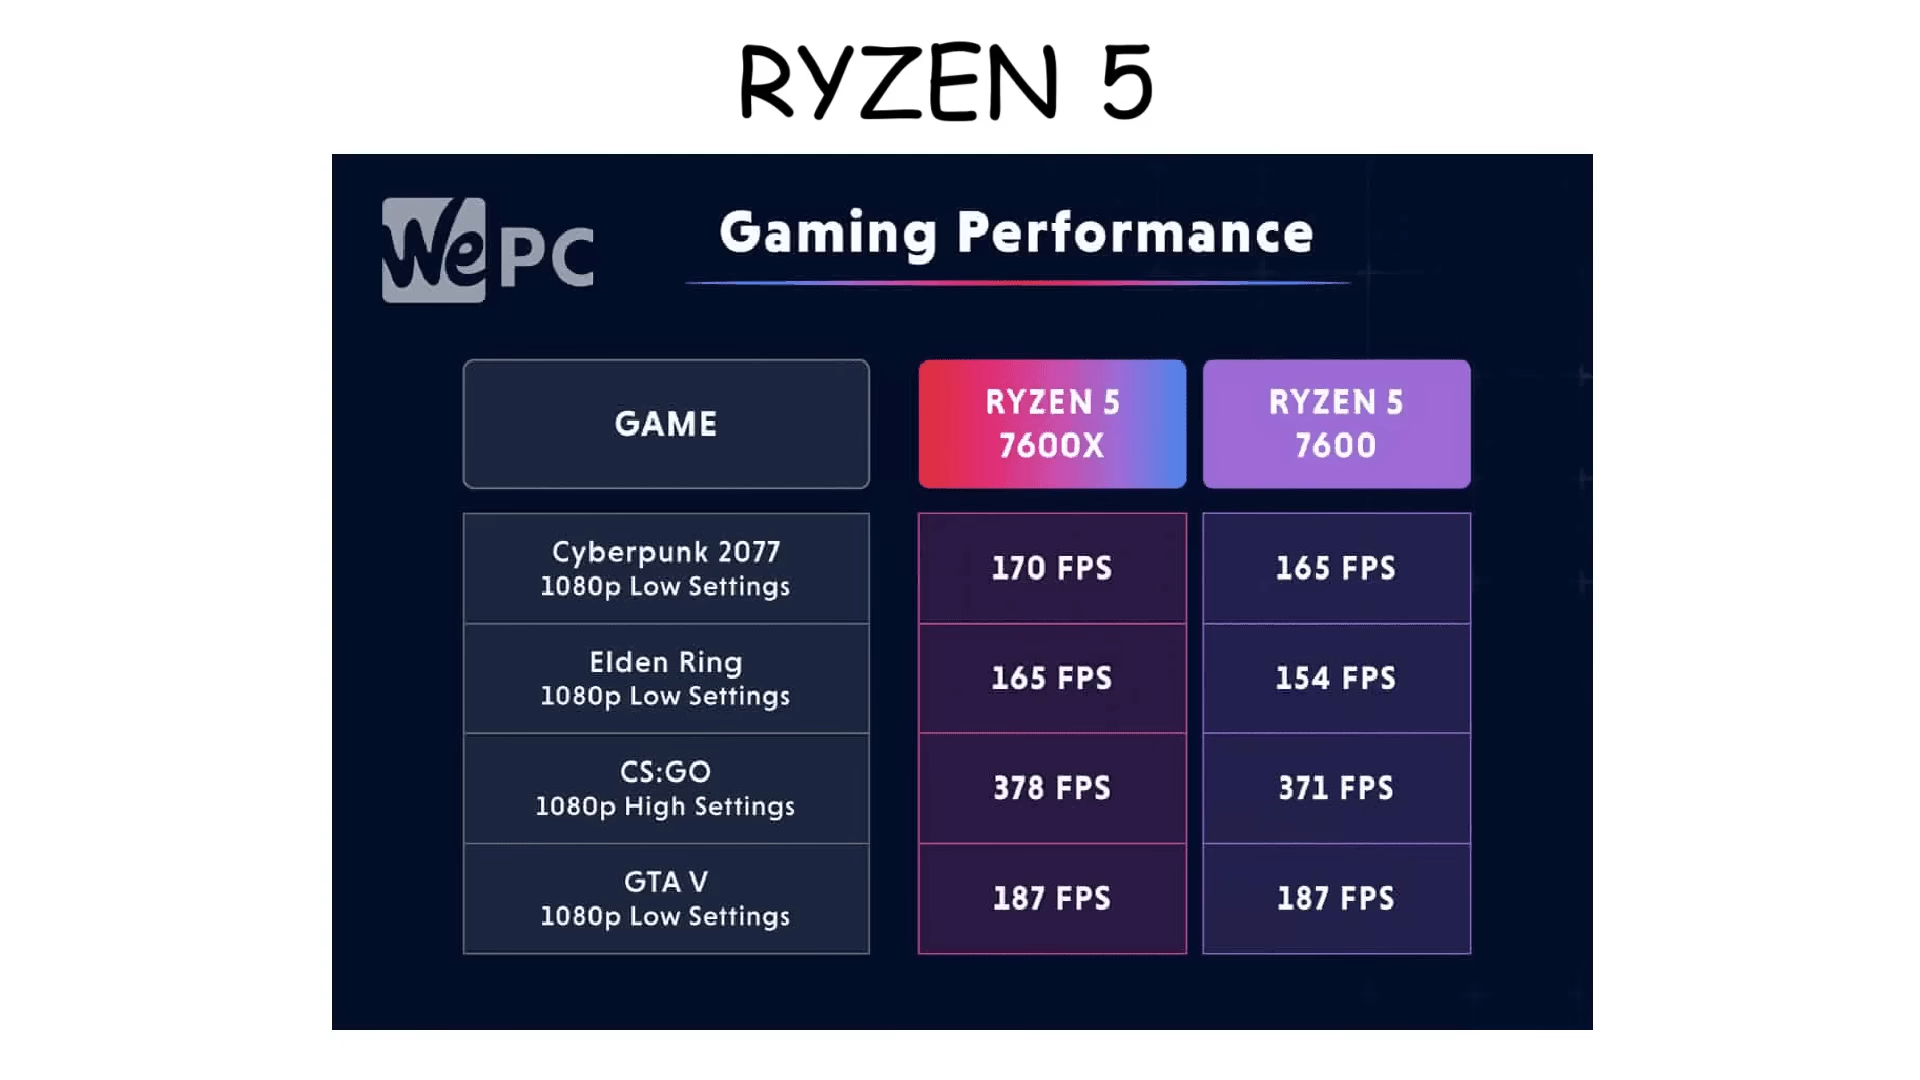 RYZEN 5
WePC
Gaming Performance
GAME
RYZEN 5
7600X
RYZEN 5
7600
Cyberpunk 2077
1080p Low Settings
170 FPS
165 FPS
Elden Ring
1080p Low Settings
165 FPS
154 FPS
CS:GO
1080p High Settings
378 FPS
371 FPS
GTA V
1080p Low Settings
187 FPS
187 FPS